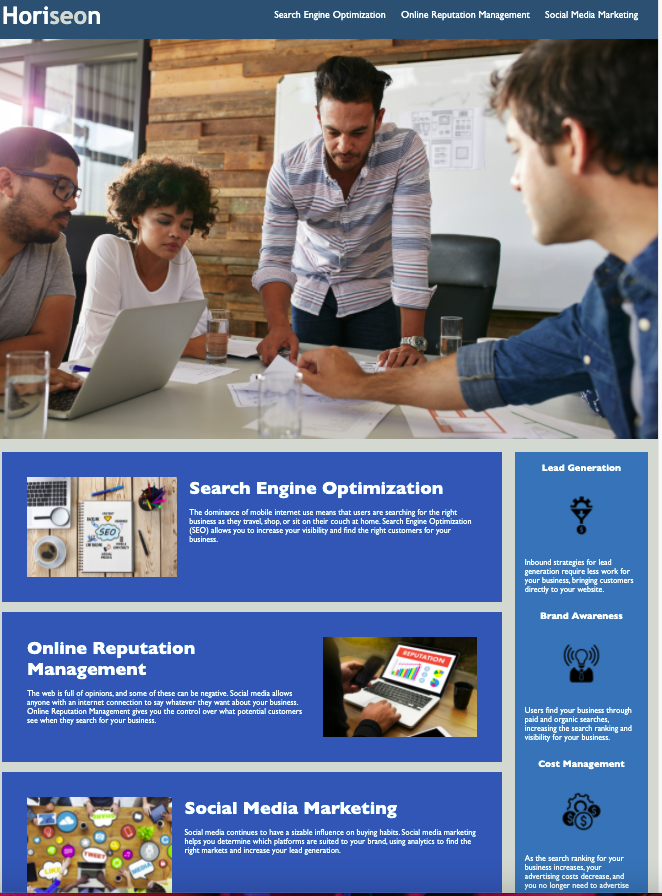 Horiseon
Search Engine Optimization Online Reputation Management Social Media Marketing
Search Engine Optimization
The dominance of mobile internet use means that users are searching for the right
business as they travel, shop, or sit on their couch at home. Search Engine Optimization
(SEO) allows you to increase your visibility and find the right customers for your
business.
SEO
Online Reputation
Management
The web is full of opinions, and some of these can be negative. Social media allows
anyone with an internet connection to say whatever they want about your business.
Online Reputation Management gives you the control over what potential customers
see when they search for your business.
REPUTATION
Social Media Marketing
Social media continues to have a sizable influence on buying habits. Social media marketing
helps you determine which platforms are suited to your brand, using analytics to find the
right markets and increase your lead generation.
TWEET
LIKE
MEDIA
Lead Generation
Inbound strategies for lead
generation require less work for
your business, bringing customers
directly to your website.
Brand Awareness
Users find your business through
paid and organic searches,
increasing the search ranking and
visibility for your business.
Cost Management
As the search ranking for your
business increases, your
advertising costs decrease, and
you no longer need to advertise